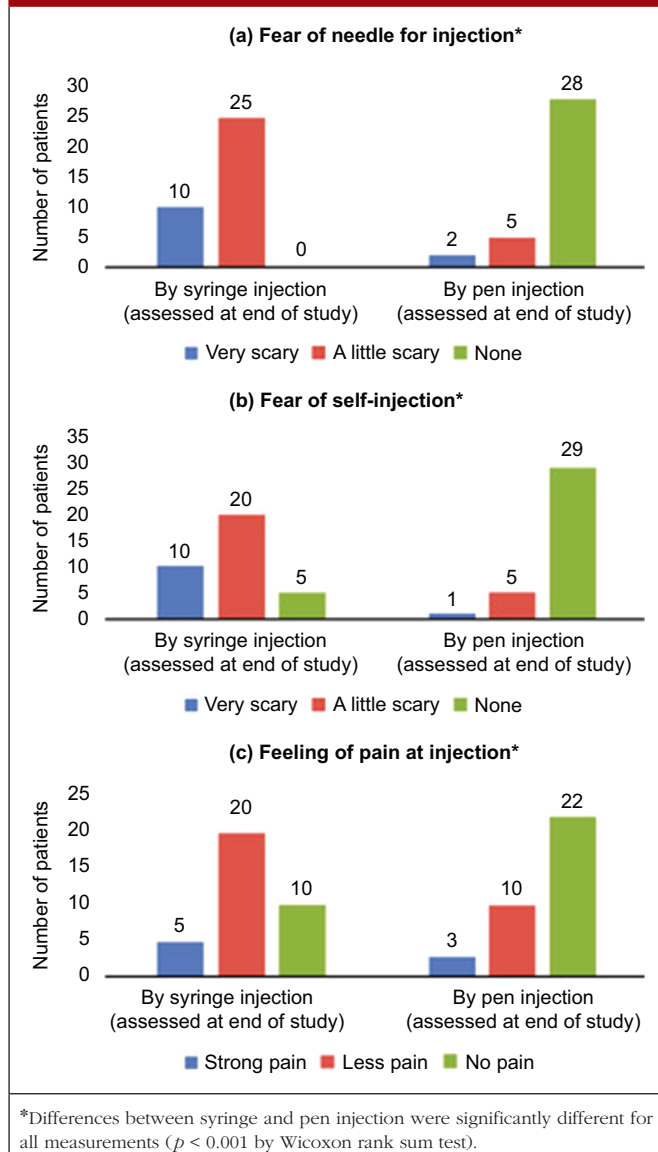 (a) Fear of needle for injection*
Number of patients
30
25
20
15
10
5
0
10
25
0
2
5
28
By syringe injection
(assessed at end of study)
By pen injection
(assessed at end of study)
Very scary A little scary None
(b) Fear of self-injection*
Number of patients
35
30
25
20
15
10
5
0
10
20
5
1
5
29
By syringe injection
(assessed at end of study)
By pen injection
(assessed at end of study)
Very scary A little scary None
(c) Feeling of pain at injection*
Number of patients
25
20
15
10
5
0
5
20
10
3
10
22
By syringe injection
(assessed at end of study)
By pen injection
(assessed at end of study)
Strong pain Less pain No pain
*Differences between syringe and pen injection were significantly different for
all measurements (p < 0.001 by Wicoxon rank sum test).